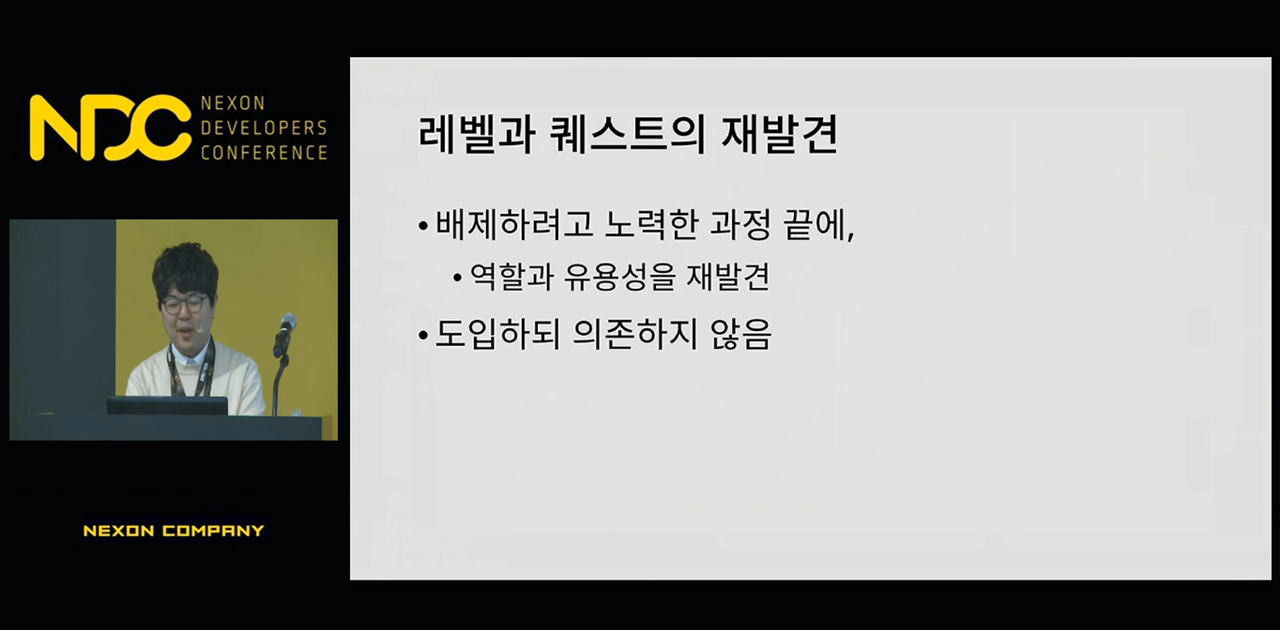 NDC
NEXON
DEVELOPERS
CONFERENCE
레벨과 퀘스트의 재발견
• 배제하려고 노력한 과정 끝에,
• 역할과 유용성을 재발견
• 도입하되 의존하지 않음
NEXON COMPANY